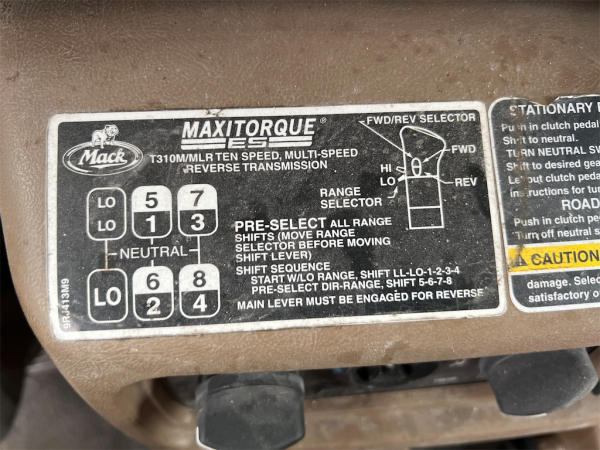 Mack
MAXITORQUE®
ES
T310M/MLR TEN SPEED, MULTI-SPEED
REVERSE TRANSMISSION
LO
LO
5
1
7
3
NEUTRAL
LO
6
2
8
4
9RJ413M9
FWD/REV SELECTOR
FWD
HI
LO
REV
RANGE
SELECTOR
PRE-SELECT ALL RANGE
SHIFTS (MOVE RANGE
SELECTOR BEFORE MOVING
SHIFT LEVER)
SHIFT SEQUENCE
START W/LO RANGE, SHIFT LL-LO-1-2-3-4
PRE-SELECT DIR-RANGE, SHIFT 5-6-7-8
MAIN LEVER MUST BE ENGAGED FOR REVERSE
STATIONARY
Push in clutch pedal
Shift to neutral.
TURN NEUTRAL SW
Shift to desired gea
Let out clutch peda
instructions for tur
ROAD
Push in clutch pe
Turn off neutral s
CAUTION
damage. Selec
satisfactory o